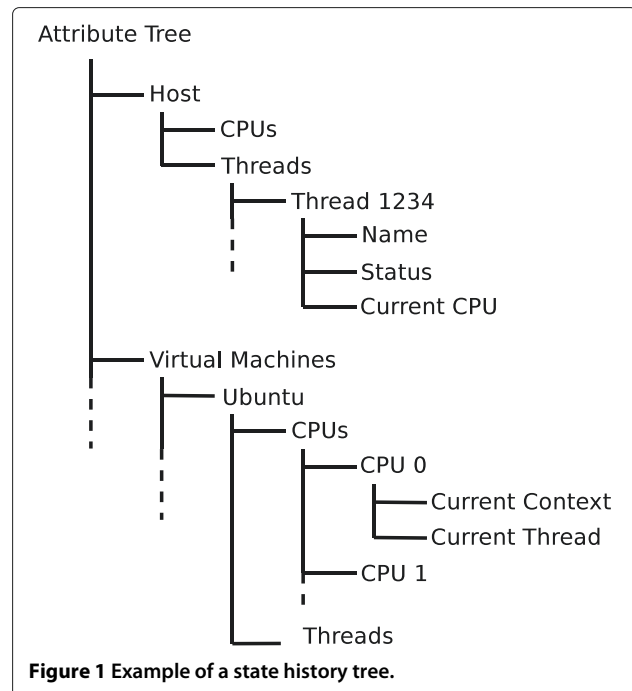 Attribute Tree
Host
CPUs
Threads
Thread 1234
Name
Status
Current CPU
Virtual Machines
Ubuntu
CPUs
CPU 0
Current Context
Current Thread
CPU 1
Threads
Figure 1 Example of a state history tree.